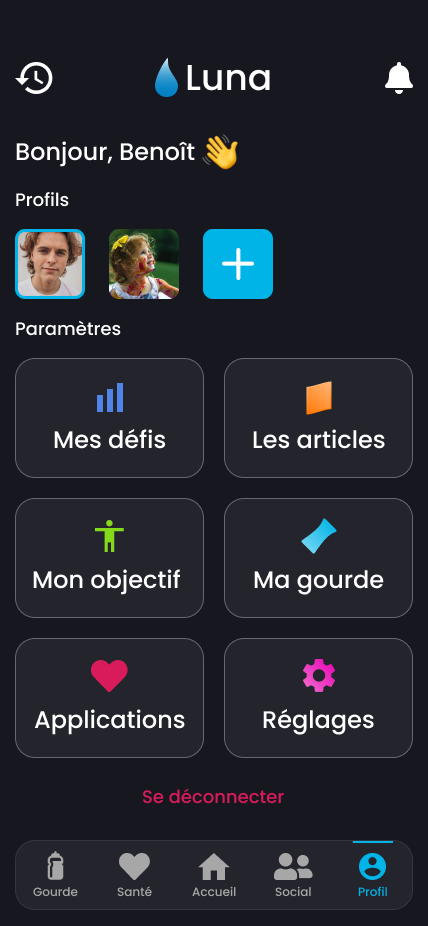 Luna
Bonjour, Benoît 👋
Profils
Paramètres
Mes défis
Les articles
Mon objectif
Ma gourde
Applications
Réglages
Se déconnecter
Gourde
Santé
Accueil
Social
Profil